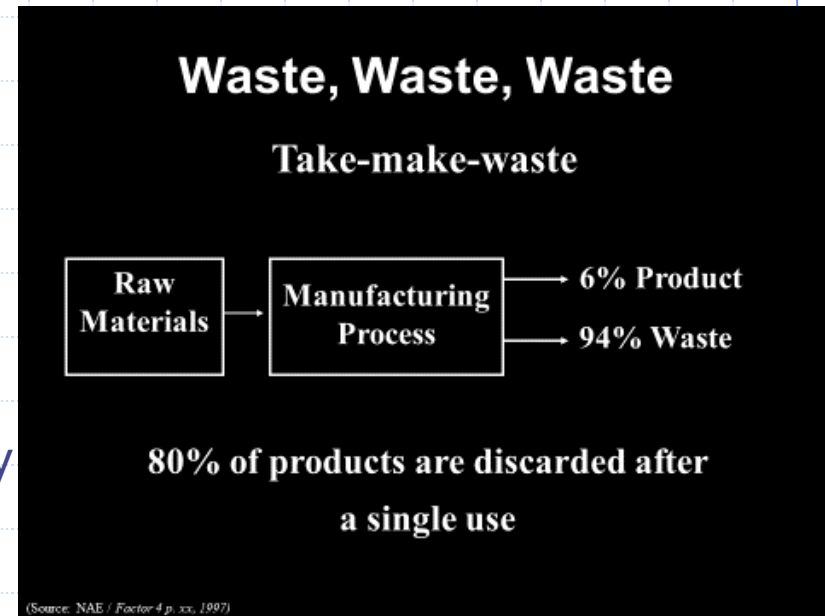 Waste, Waste, Waste
Take-make-waste
Raw
Materials
Manufacturing
Process
6% Product
94% Waste
y
80% of products are discarded after
a single use
(Source: NAE / Factor 4 p. xx, 1997)